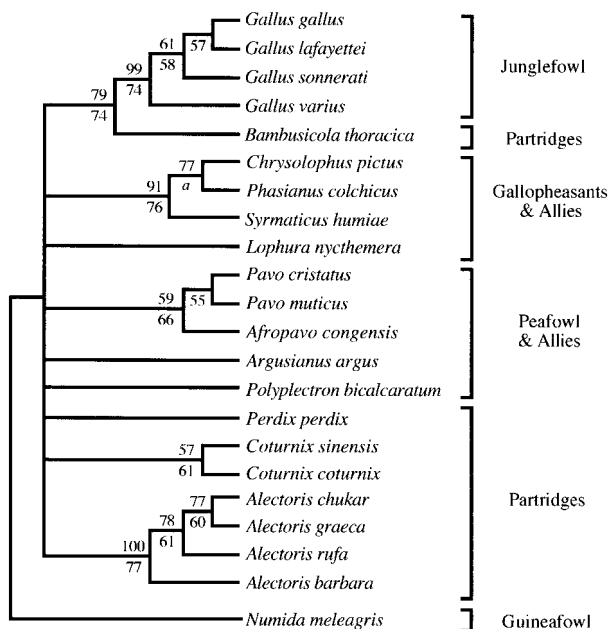 Gallus gallus
61
57
Gallus lafayettei
99
58
Gallus sonnerati
Junglefowl
79
74
Gallus varius
74
Bambusicola thoracica
Partridges
77
Chrysolophus pictus
91
a
Phasianus colchicus
Gallopheasants
& Allies
76
Syrmaticus humiae
Lophura nycthemera
Pavo cristatus
59
55
Pavo muticus
66
Afropavo congensis
Peafowl
& Allies
Argusianus argus
Polyplectron bicalcaratum
Perdix perdix
57
Coturnix sinensis
61
Coturnix coturnix
77
Alectoris chukar
Partridges
78
60
Alectoris graeca
100
61
Alectoris rufa
77
Alectoris barbara
Numida meleagris
Guineafowl